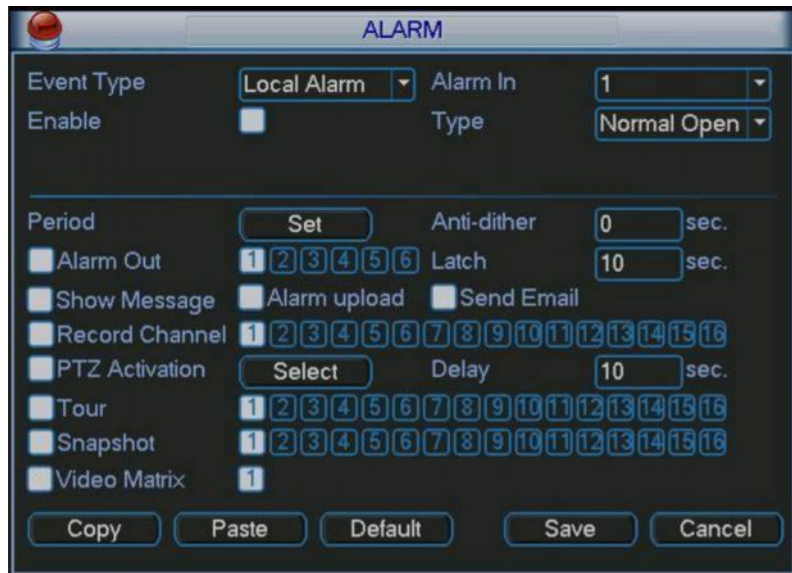 ALARM
Event Type Local Alarm Alarm In 1
Enable Type Normal Open
Period Set Anti-dither 0 sec.
Alarm Out 1 2 3 4 5 6 Latch 10 sec.
Show Message Alarm upload Send Email
Record Channel 1 2 3 4 5 6 7 8 9 10 11 12 13 14 15 16
PTZ Activation Select Delay 10 sec.
Tour 1 2 3 4 5 6 7 8 9 10 11 12 13 14 15 16
Snapshot 1 2 3 4 5 6 7 8 9 10 11 12 13 14 15 16
Video Matrix 1
Copy Paste Default Save Cancel